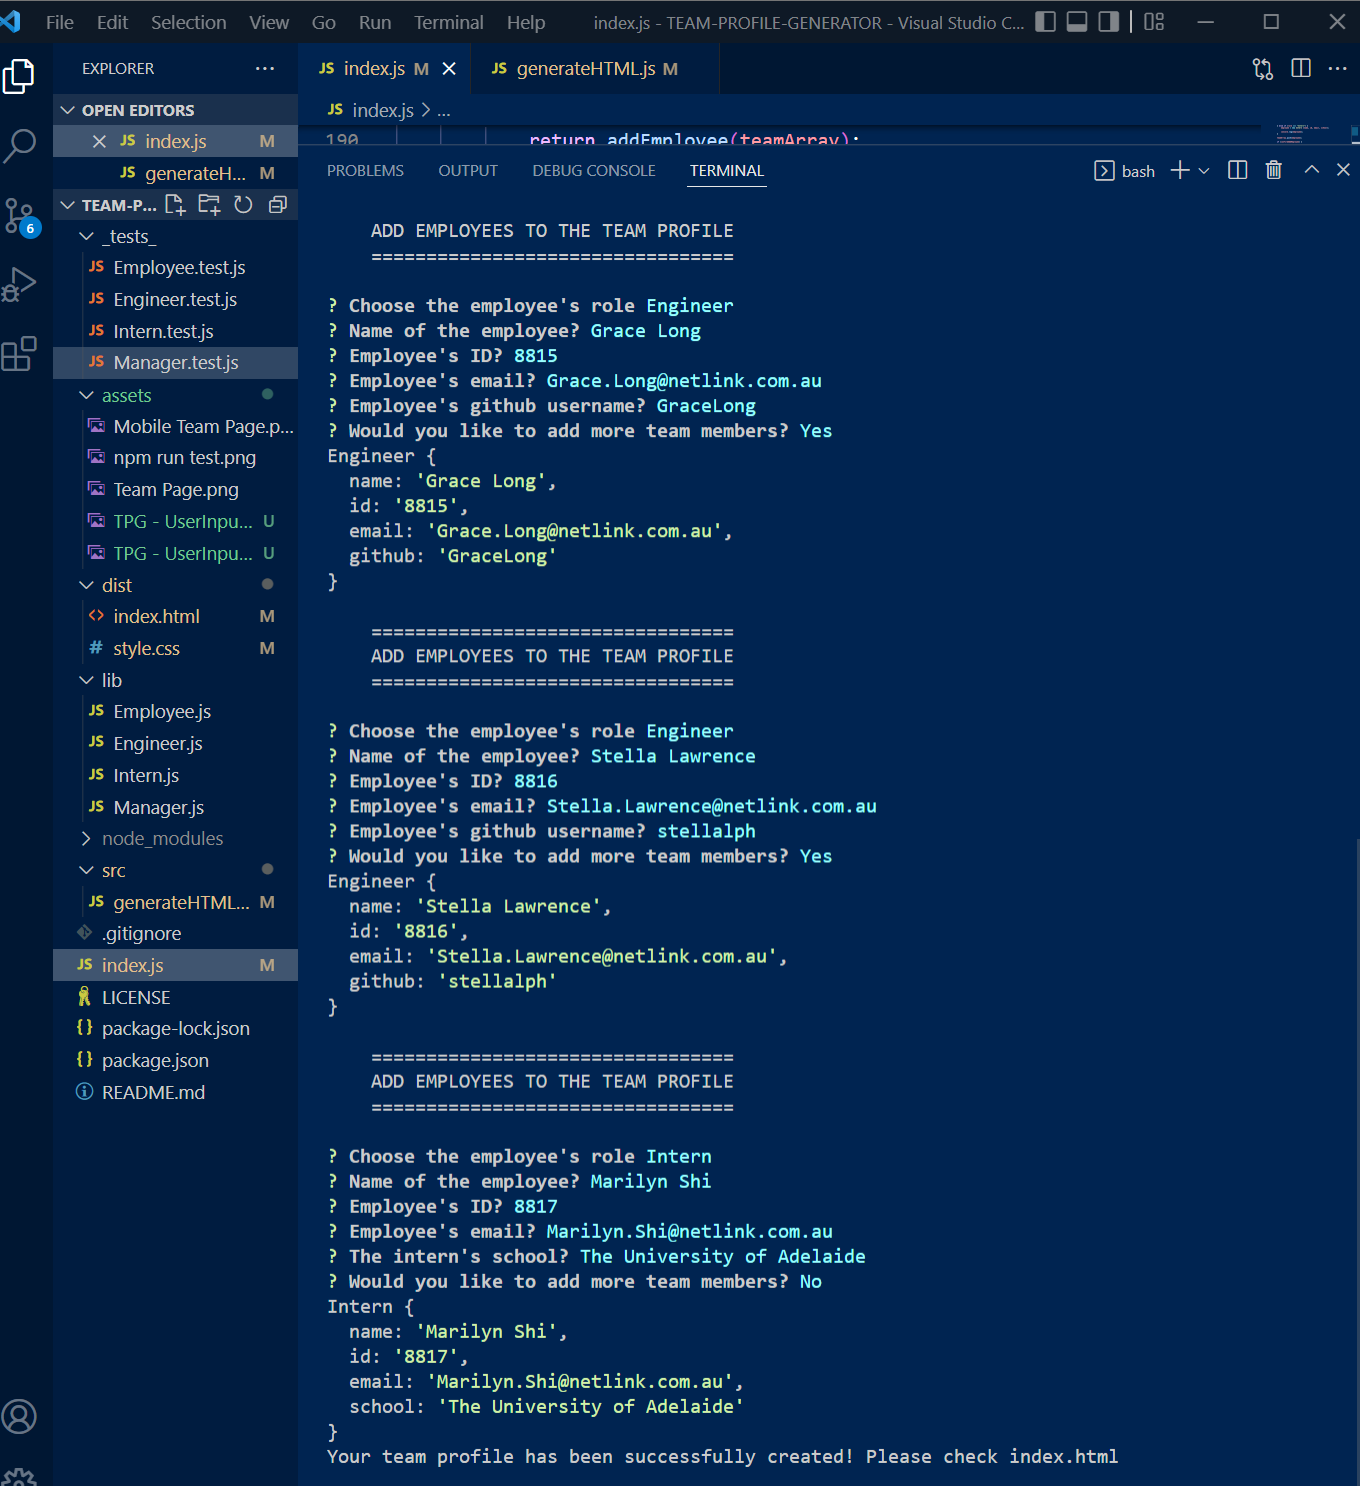 File Edit Selection View Go Run Terminal Help index.js - TEAM-PROFILE-GENERATOR - Visual Studio C...
EXPLORER ...
JS index.js M
JS generateHTML.js M
OPEN EDITORS
JS index.js M
JS generateH... M
TEAM-P...
6
_tests_
JS Employee.test.js
JS Engineer.test.js
JS Intern.test.js
JS Manager.test.js
assets
Mobile Team Page.p...
npm run test.png
Team Page.png
TPG - UserInpu... U
TPG - UserInpu... U
dist
<> index.html M
# style.css M
lib
JS Employee.js
JS Engineer.js
JS Intern.js
JS Manager.js
node_modules
src
JS generateHTML... M
.gitignore
JS index.js M
LICENSE
{} package-lock.json
{} package.json
README.md
JS index.js > ...
190 return addEmployee(teamArray);
PROBLEMS OUTPUT DEBUG CONSOLE TERMINAL bash
ADD EMPLOYEES TO THE TEAM PROFILE
=================================
? Choose the employee's role Engineer
? Name of the employee? Grace Long
? Employee's ID? 8815
? Employee's email? Grace.Long@netlink.com.au
? Employee's github username? GraceLong
? Would you like to add more team members? Yes
Engineer {
name: 'Grace Long',
id: '8815',
email: 'Grace.Long@netlink.com.au',
github: 'GraceLong'
}
=================================
ADD EMPLOYEES TO THE TEAM PROFILE
=================================
? Choose the employee's role Engineer
? Name of the employee? Stella Lawrence
? Employee's ID? 8816
? Employee's email? Stella.Lawrence@netlink.com.au
? Employee's github username? stellalph
? Would you like to add more team members? Yes
Engineer {
name: 'Stella Lawrence',
id: '8816',
email: 'Stella.Lawrence@netlink.com.au',
github: 'stellalph'
}
=================================
ADD EMPLOYEES TO THE TEAM PROFILE
=================================
? Choose the employee's role Intern
? Name of the employee? Marilyn Shi
? Employee's ID? 8817
? Employee's email? Marilyn.Shi@netlink.com.au
? The intern's school? The University of Adelaide
? Would you like to add more team members? No
Intern {
name: 'Marilyn Shi',
id: '8817',
email: 'Marilyn.Shi@netlink.com.au',
school: 'The University of Adelaide'
}
Your team profile has been successfully created! Please check index.html